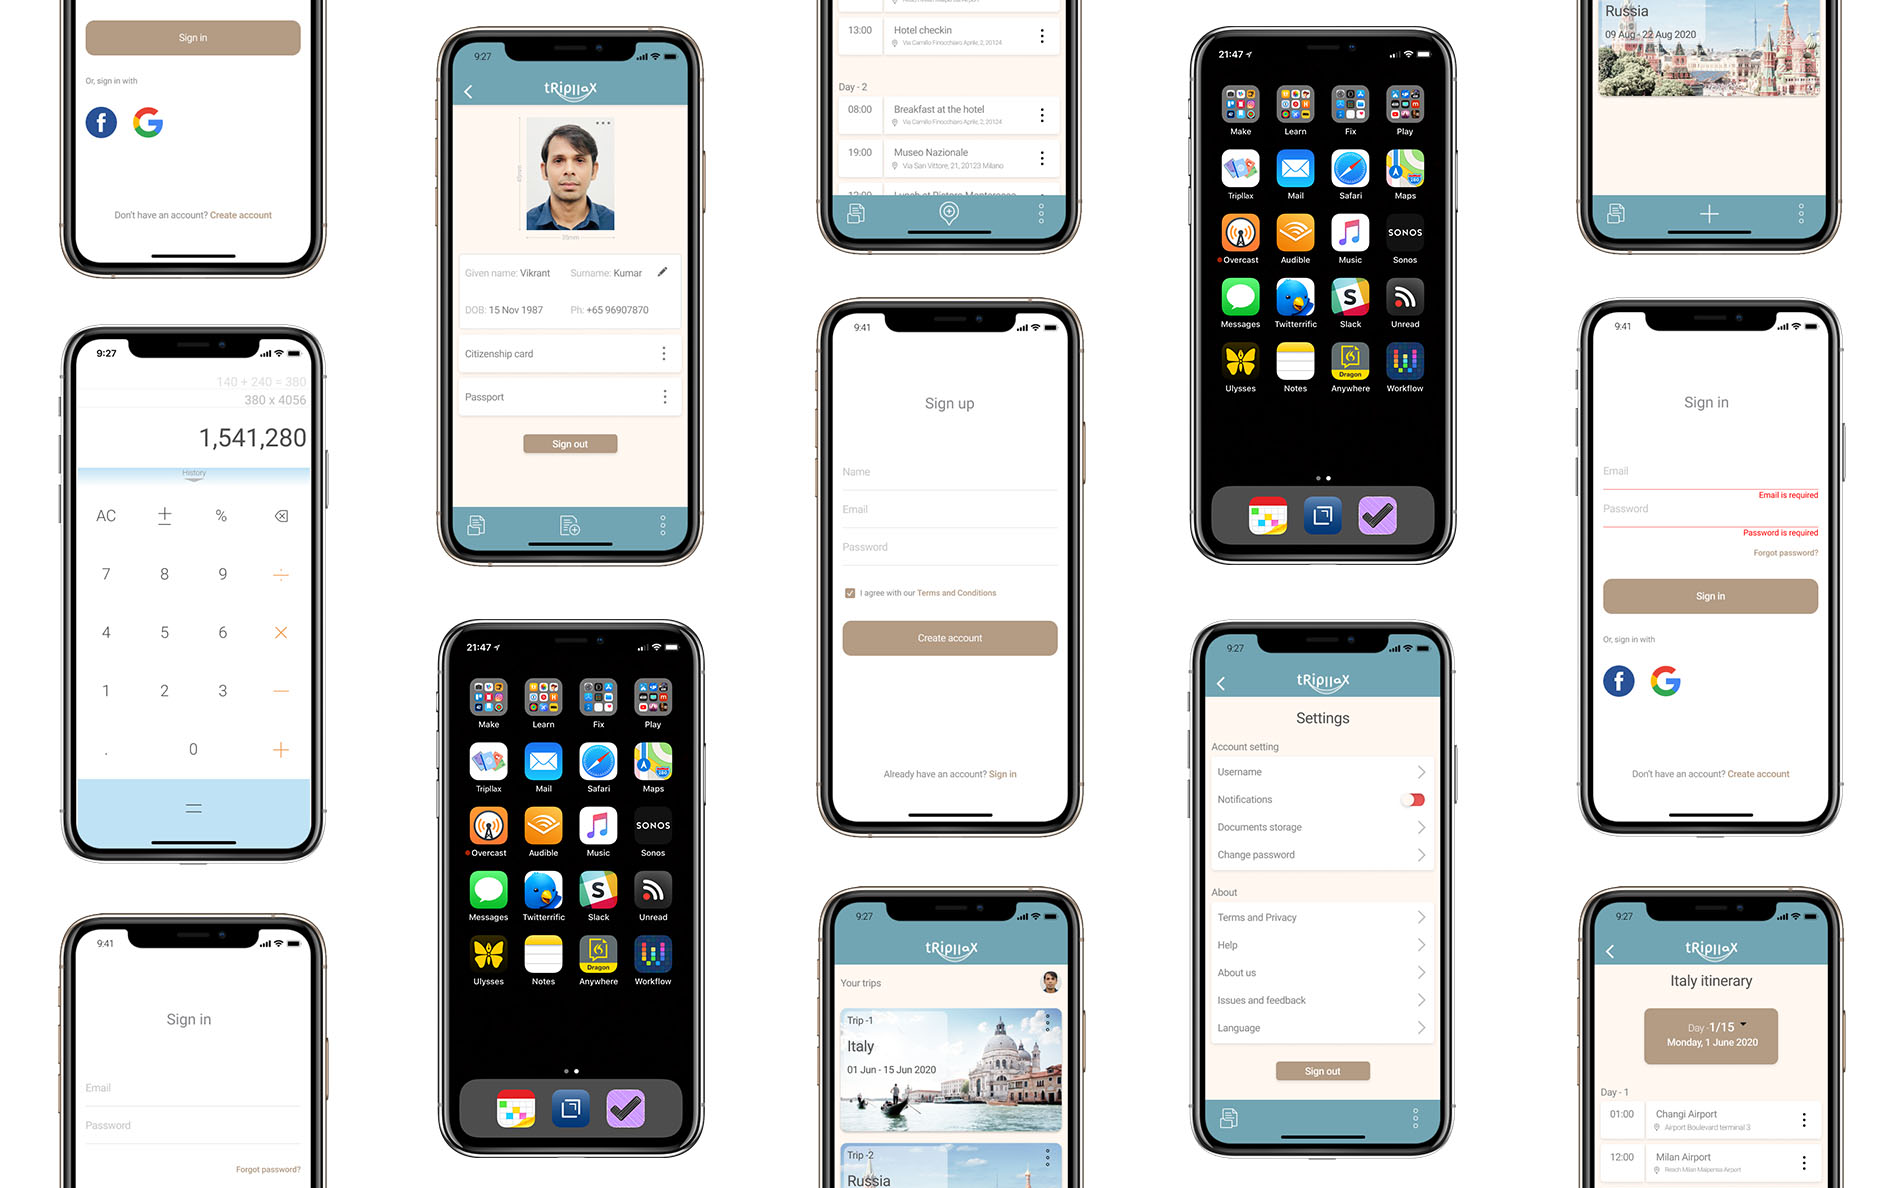 Sign in
Or, sign in with
Don't have an account? Create account
9:27
140 + 240 = 380
380 x 4056
1,541,280
History
AC
%
7
8
9
÷
4
5
6
×
1
2
3
—
.
0
+
=
9:41
Sign in
Email
Password
Forgot password?
9:27
tRipllaX
45mm
35mm
Given name: Vikrant
Surname: Kumar
DOB: 15 Nov 1987
Ph: +65 96907870
Citizenship card
Passport
Sign out
21:47
Make
Learn
Fix
Play
Tripllax
Mail
Safari
Maps
SONOS
Overcast
Audible
Music
Sonos
Messages
Twitterrific
Slack
Unread
Dragon
Ulysses
Notes
Anywhere
Workflow
13:00
Hotel checkin
Via Camillo Finocchiaro Aprile, 2, 20124
Day - 2
08:00
Breakfast at the hotel
Via Camillo Finocchiaro Aprile, 2, 20124
19:00
Museo Nazionale
Via San Vittore, 21, 20123 Milano
9:41
Sign up
Name
Email
Password
I agree with our Terms and Conditions
Create account
Already have an account? Sign in
9:27
tRipllaX
Your trips
Trip -1
Italy
01 Jun - 15 Jun 2020
Trip -2
Russia
21:47
Make
Learn
Fix
Play
Tripllax
Mail
Safari
Maps
SONOS
Overcast
Audible
Music
Sonos
Messages
Twitterrific
Slack
Unread
Dragon
Ulysses
Notes
Anywhere
Workflow
9:27
tRipllaX
Settings
Account setting
Username
Notifications
Documents storage
Change password
About
Terms and Privacy
Help
About us
Issues and feedback
Language
Sign out
Russia
09 Aug - 22 Aug 2020
9:41
Sign in
Email
Email is required
Password
Password is required
Forgot password?
Sign in
Or, sign in with
Don't have an account? Create account
9:27
tRipllaX
Italy itinerary
Day -1/15
Monday, 1 June 2020
Day - 1
01:00
Changi Airport
Airport Boulevard terminal 3
12:00
Milan Airport
Reach Milan Malpensa Airport